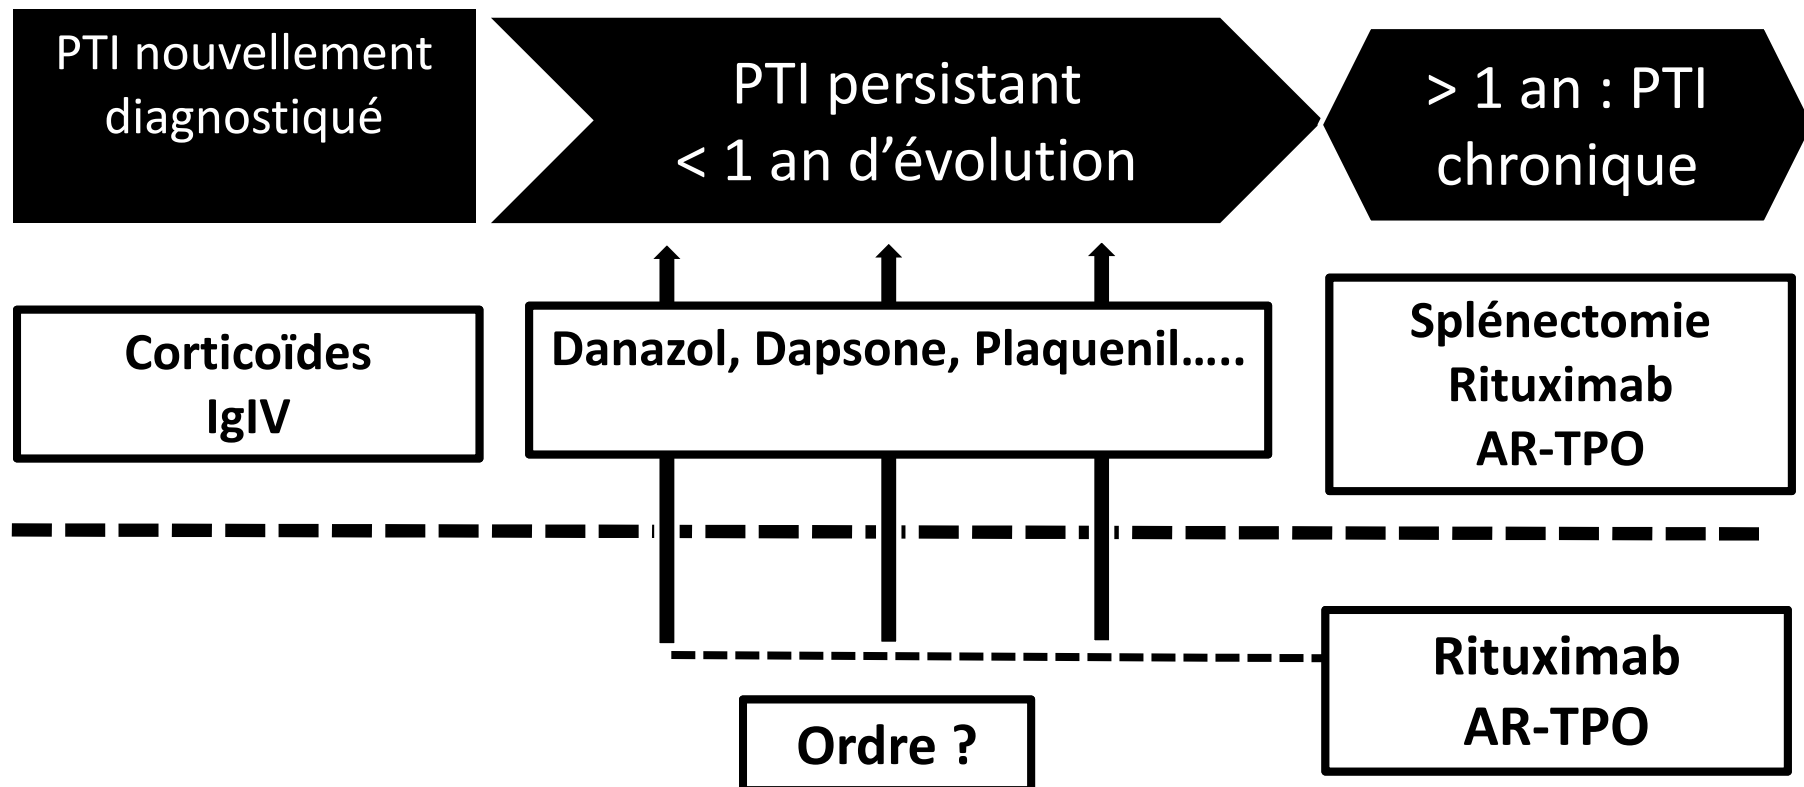 PTI nouvellement
diagnostiqué
PTI persistant
< 1 an d’évolution
> 1 an : PTI
chronique
Corticoïdes
IgIV
Danazol, Dapsone, Plaquenil…..
Splénectomie
Rituximab
AR-TPO
Rituximab
AR-TPO
Ordre ?